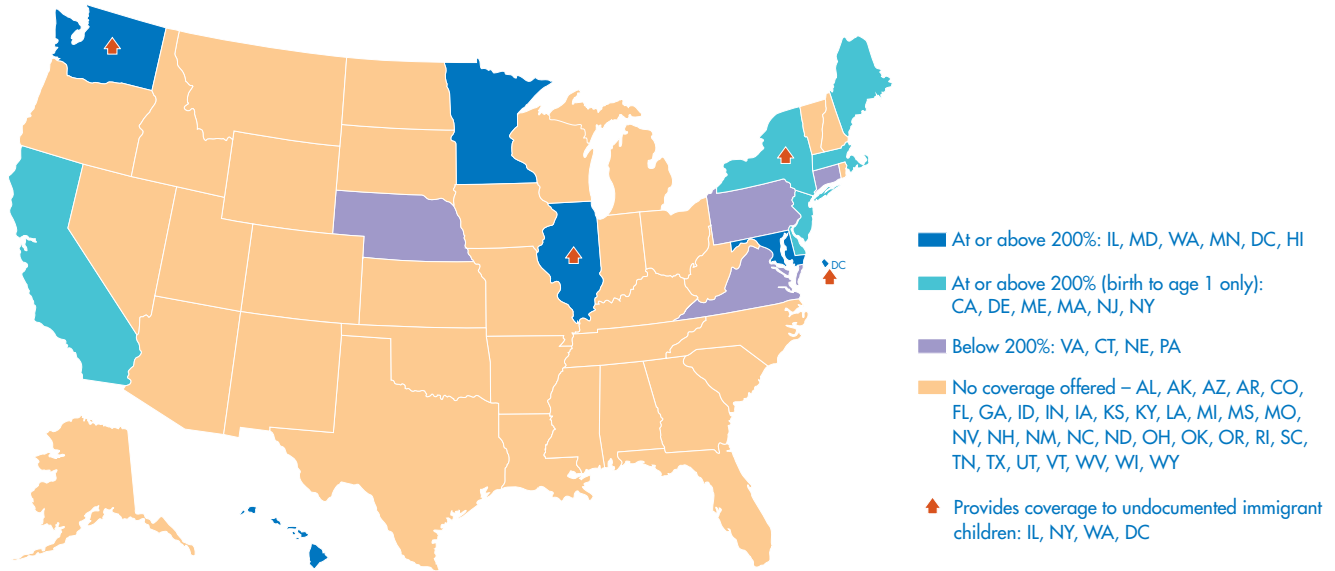 DC
At or above 200%: IL, MD, WA, MN, DC, HI
At or above 200% (birth to age 1 only):
CA, DE, ME, MA, NJ, NY
Below 200%: VA, CT, NE, PA
No coverage offered – AL, AK, AZ, AR, CO,
FL, GA, ID, IN, IA, KS, KY, LA, MI, MS, MO,
NV, NH, NM, NC, ND, OH, OK, OR, RI, SC,
TN, TX, UT, VT, WV, WI, WY
Provides coverage to undocumented immigrant
children: IL, NY, WA, DC